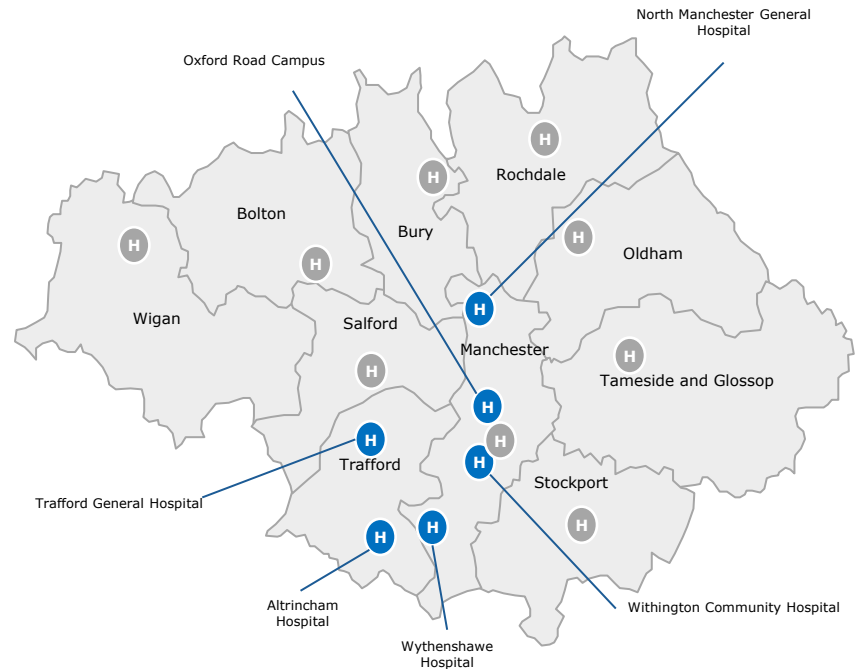 North Manchester General
Hospital
Oxford Road Campus
H
H
Rochdale
Bolton
Bury
H
H
Oldham
H
Wigan
H
Salford
Manchester
H
H
Tameside and Glossop
H
H
H
Trafford
H
Stockport
Trafford General Hospital
H
H
H
Altrincham
Hospital
Withington Community Hospital
Wythenshawe
Hospital